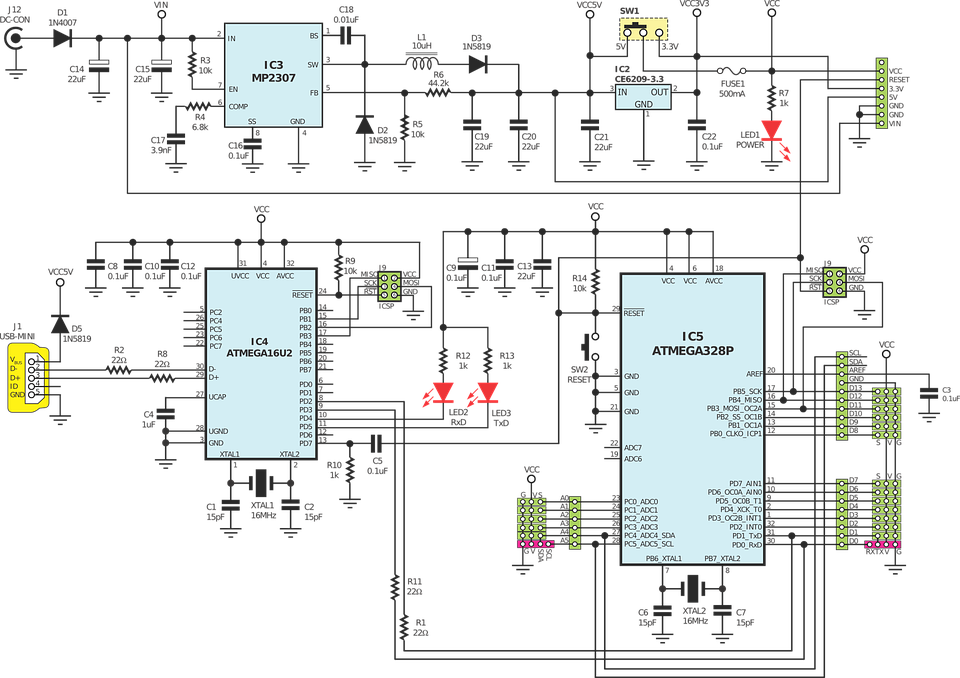 J12
DC-CON
D1
1N4007
VIN
C14
22uF
C15
22uF
R3
10k
R4
6.8k
C17
3.9nF
2
IN
7
EN
6
COMP
IC3
MP2307
BS
1
SW
3
FB
5
SS
8
GND
4
C16
0.1uF
C18
0.01uF
L1
10uH
D3
1N5819
R6
44.2k
D2
1N5819
R5
10k
C19
22uF
C20
22uF
VCC5V
C21
22uF
SW1
5V
3.3V
IC2
CE6209-3.3
3
IN
OUT
2
GND
1
VCC3V3
C22
0.1uF
FUSE1
500mA
VCC
R7
1k
LED1
POWER
VCC
RESET
3.3V
5V
GND
GND
VIN
VCC
C8
0.1uF
C10
0.1uF
C12
0.1uF
31
4
32
UVCC
VCC
AVCC
R9
10k
J9
MISC
SCK
RST
VCC
MOSI
GND
ICSP
VCC5V
D5
1N5819
J1
USB-MINI
VBUS
D-
D+
ID
GND
1
2
3
4
5
R2
22Ω
R8
22Ω
C4
1uF
5
PC2
26
PC4
25
PC5
23
PC6
22
PC7
30
D-
29
D+
27
UCAP
28
UGND
3
GND
IC4
ATMEGA16U2
RESET
24
PB0
14
PB1
15
PB2
16
PB3
17
PB4
18
PB5
19
PB6
20
PB7
21
PD0
6
PD1
7
PD2
8
PD3
9
PD4
10
PD5
11
PD6
12
PD7
13
XTAL1
XTAL2
1
2
C1
15pF
XTAL1
16MHz
C2
15pF
R10
1k
C5
0.1uF
R11
22Ω
R1
22Ω
VCC
C9
0.1uF
C11
0.1uF
C13
22uF
R14
10k
R12
1k
R13
1k
LED2
RxD
LED3
TxD
SW2
RESET
4
6
18
VCC
VCC
AVCC
29
RESET
3
GND
5
GND
21
GND
22
ADC7
19
ADC6
IC5
ATMEGA328P
23
PC0_ADC0
24
PC1_ADC1
25
PC2_ADC2
26
PC3_ADC3
27
PC4_ADC4_SDA
28
PC5_ADC5_SCL
PB6_XTAL1
PB7_XTAL2
7
8
C6
15pF
XTAL2
16MHz
C7
15pF
VCC
G
V
S
A0
A1
A2
A3
A4
A5
G
V
SDA
SCL
AREF
20
PB5_SCK
17
PB4_MISO
16
PB3_MOSI_OC2A
15
PB2_SS_OC1B
14
PB1_OC1A
13
PB0_CLKO_ICP1
12
PD7_AIN1
11
PD6_OC0A_AIN0
10
PD5_OC0B_T1
9
PD4_XCK_T0
2
PD3_OC2B_INT1
1
PD2_INT0
32
PD1_TxD
31
PD0_RxD
30
J9
MISC
SCK
RST
VCC
VCC
MOSI
GND
ICSP
SCL
SDA
AREF
GND
D13
D12
D11
D10
D9
D8
VCC
C3
0.1uF
S
V
G
S
V
G
D7
D6
D5
D4
D3
D2
D1
D0
RX
TX
V
G